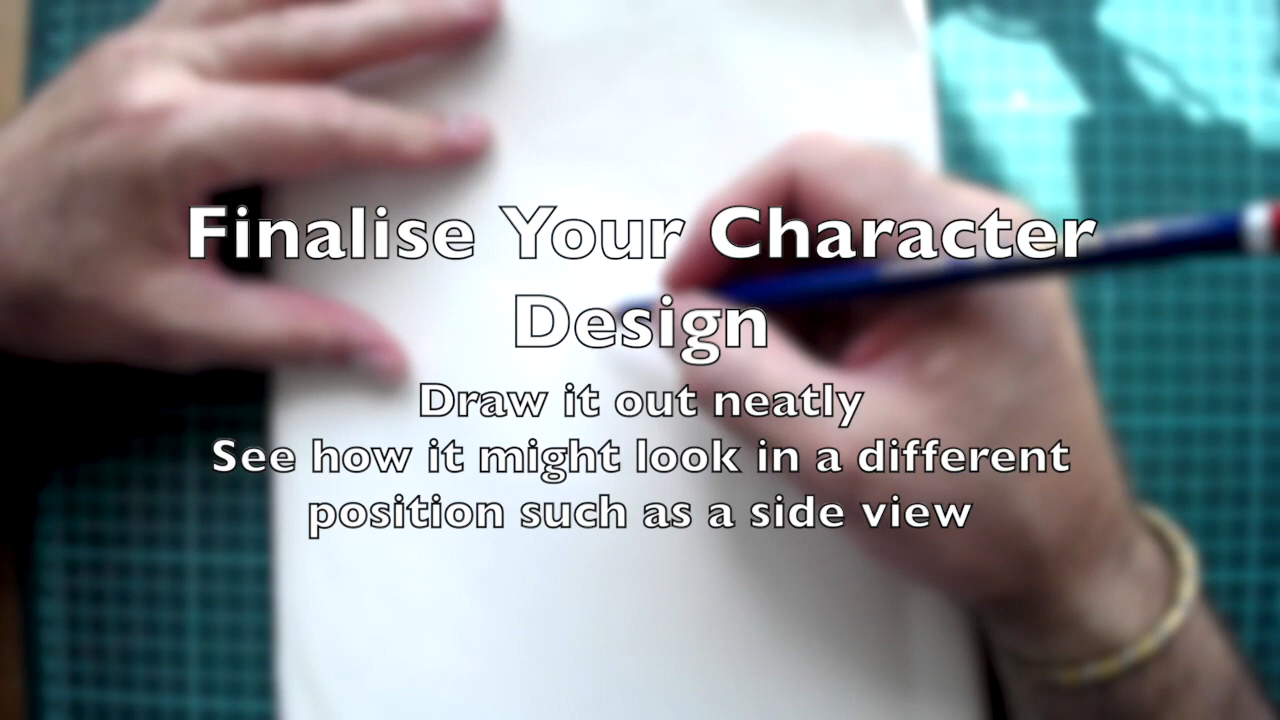 Finalise Your Character
Design
Draw it out neatly
See how it might look in a different
position such as a side view